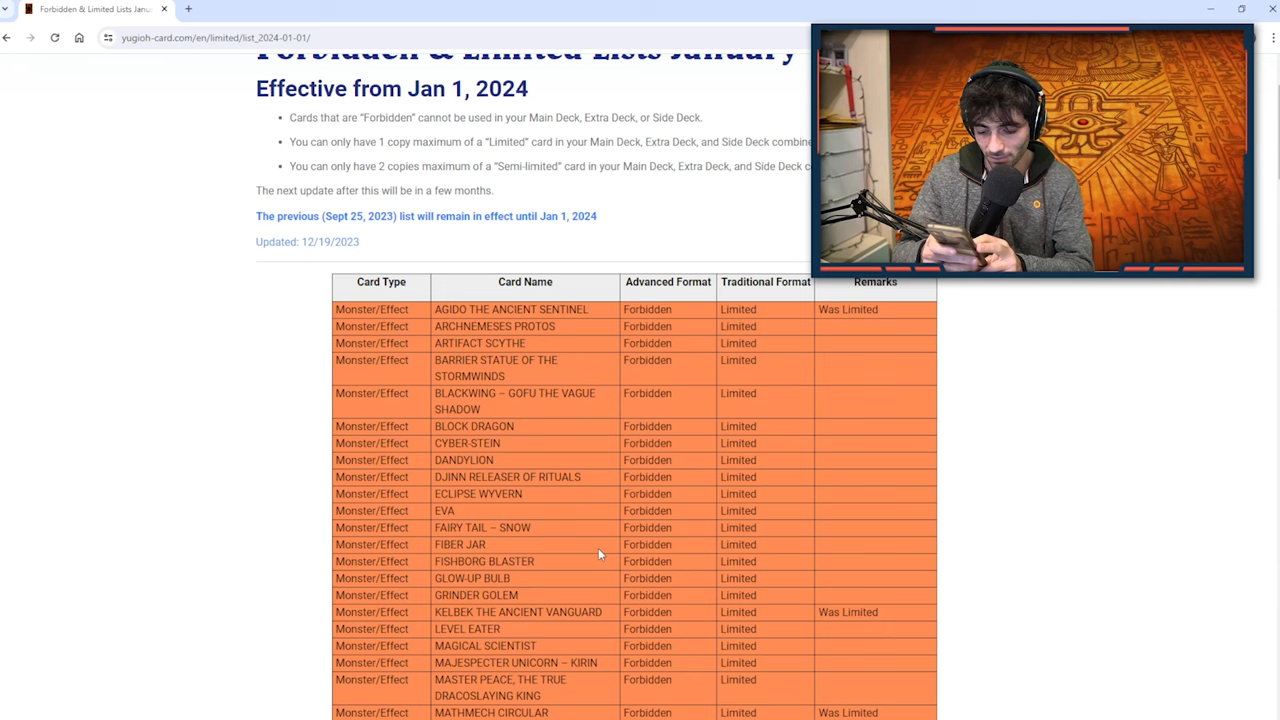 Forbidden & Limited Lists Janu
yugioh-card.com/en/limited/list_2024-01-01/
Forbidden & Limited Lists January
Effective from Jan 1, 2024
• Cards that are “Forbidden” cannot be used in your Main Deck, Extra Deck, or Side Deck.
• You can only have 1 copy maximum of a “Limited” card in your Main Deck, Extra Deck, and Side Deck combine
• You can only have 2 copies maximum of a “Semi-limited” card in your Main Deck, Extra Deck, and Side Deck c
The next update after this will be in a few months.
The previous (Sept 25, 2023) list will remain in effect until Jan 1, 2024
Updated: 12/19/2023
Card Type Card Name Advanced Format Traditional Format Remarks
Monster/Effect AGIDO THE ANCIENT SENTINEL Forbidden Limited Was Limited
Monster/Effect ARCHNEMESES PROTOS Forbidden Limited
Monster/Effect ARTIFACT SCYTHE Forbidden Limited
Monster/Effect BARRIER STATUE OF THE Forbidden Limited
STORMWINDS
Monster/Effect BLACKWING – GOFU THE VAGUE Forbidden Limited
SHADOW
Monster/Effect BLOCK DRAGON Forbidden Limited
Monster/Effect CYBER-STEIN Forbidden Limited
Monster/Effect DANDYLION Forbidden Limited
Monster/Effect DJINN RELEASER OF RITUALS Forbidden Limited
Monster/Effect ECLIPSE WYVERN Forbidden Limited
Monster/Effect EVA Forbidden Limited
Monster/Effect FAIRY TAIL – SNOW Forbidden Limited
Monster/Effect FIBER JAR Forbidden Limited
Monster/Effect FISHBORG BLASTER Forbidden Limited
Monster/Effect GLOW-UP BULB Forbidden Limited
Monster/Effect GRINDER GOLEM Forbidden Limited
Monster/Effect KELBEK THE ANCIENT VANGUARD Forbidden Limited Was Limited
Monster/Effect LEVEL EATER Forbidden Limited
Monster/Effect MAGICAL SCIENTIST Forbidden Limited
Monster/Effect MAJESPECTER UNICORN – KIRIN Forbidden Limited
Monster/Effect MASTER PEACE, THE TRUE Forbidden Limited
DRACOSLAYING KING
Monster/Effect MATHMECH CIRCULAR Forbidden Limited Was Limited